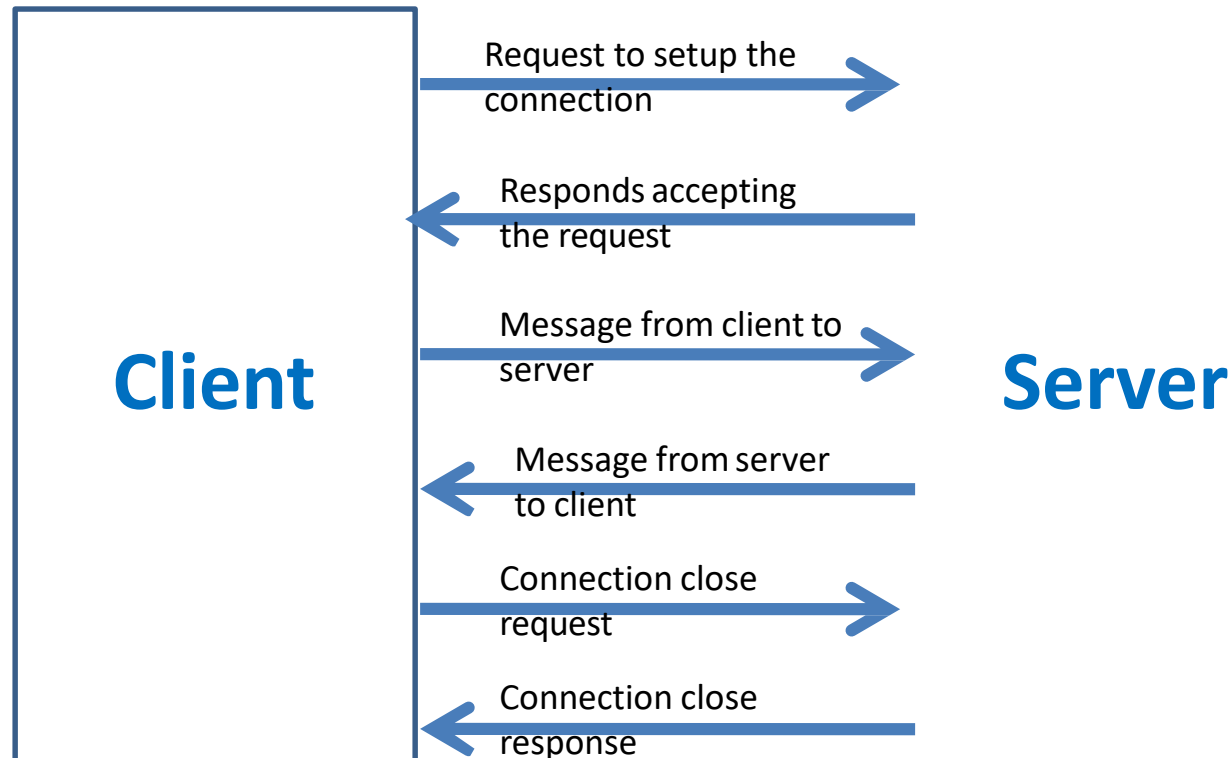 Request to setup the
connection
Responds accepting
the request
Message from client to
server
Client
Server
Message from server
to client
Connection close
request
Connection close
response